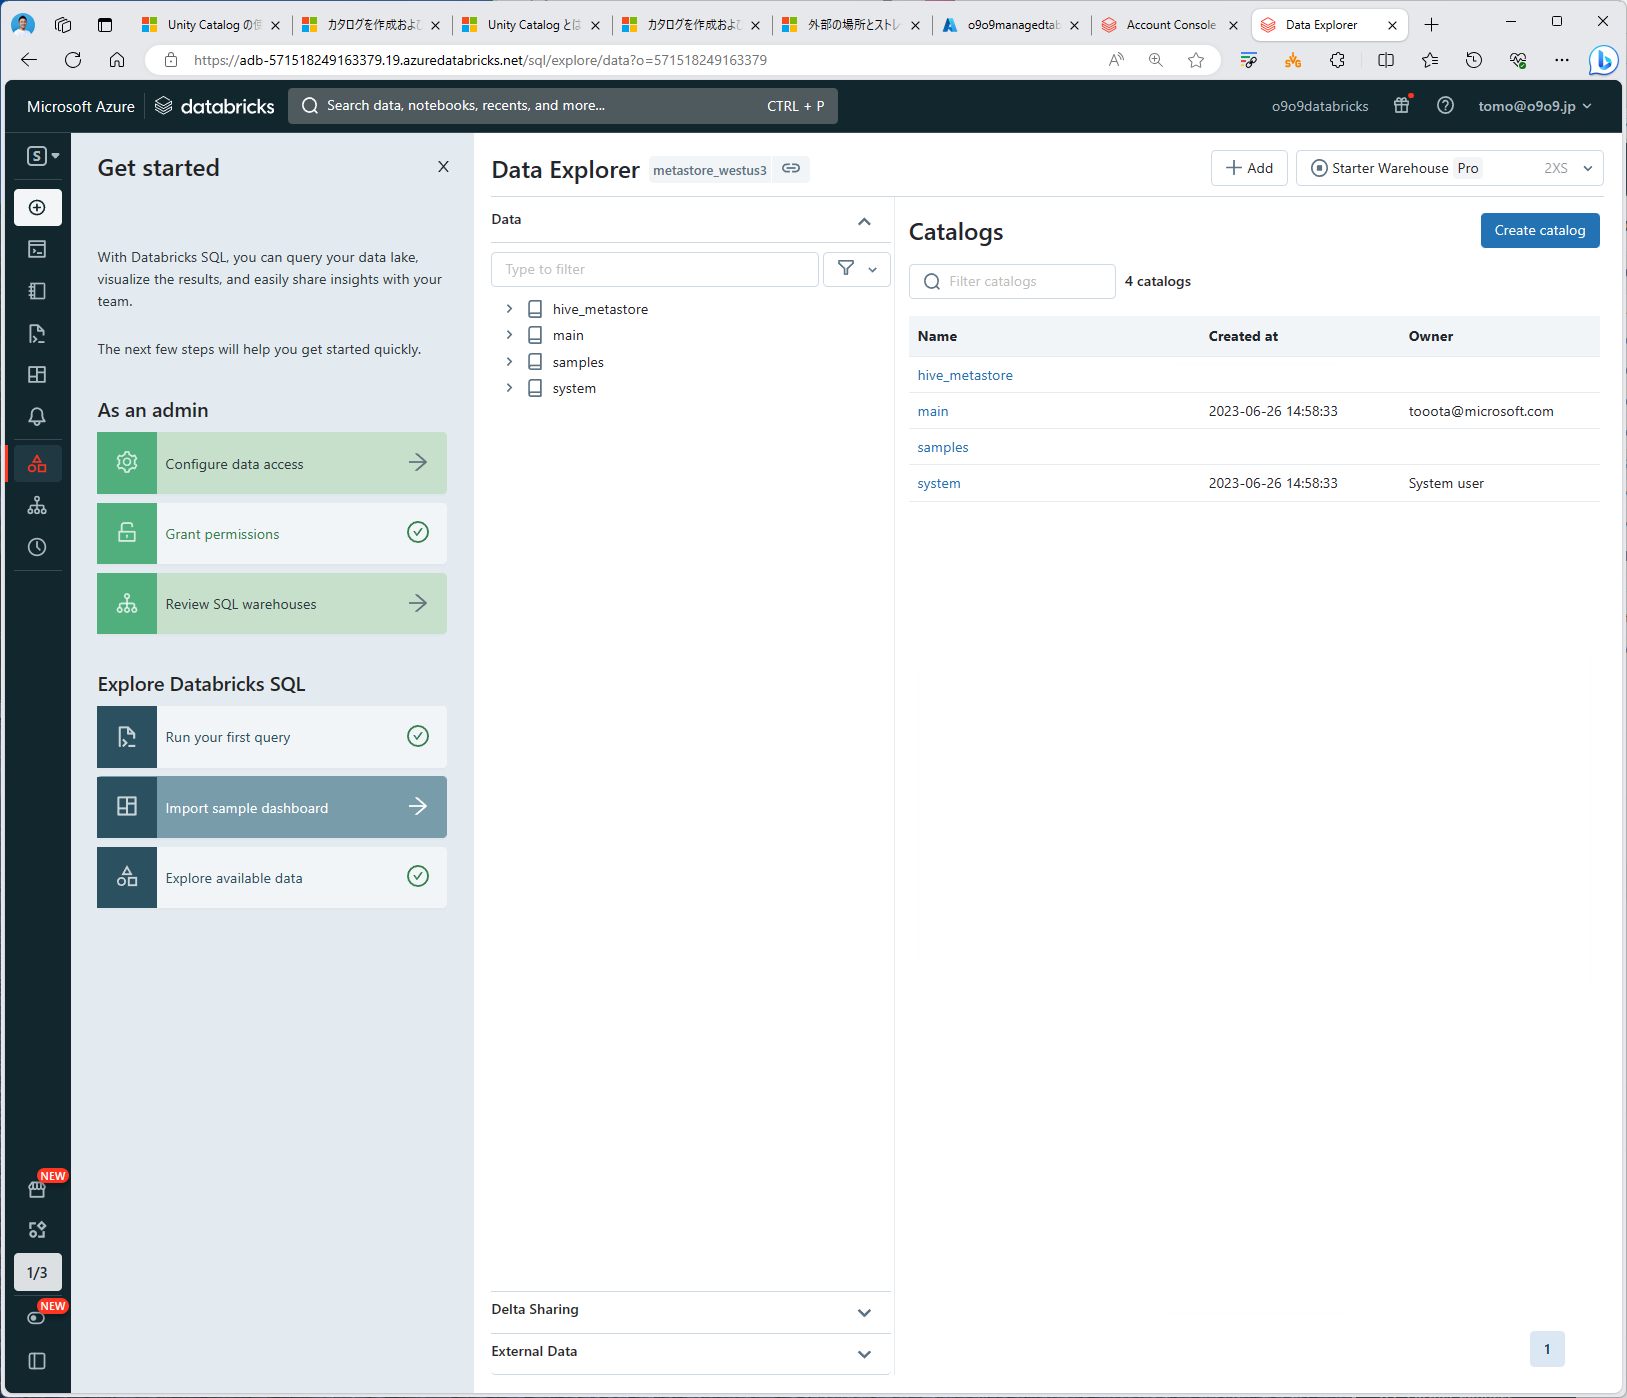 Unity Catalog の使
カタログを作成および
Unity Catalog とは
カタログを作成および
外部の場所とストレ
o9o9managedtab
Account Console
Data Explorer
https://adb-571518249163379.19.azuredatabricks.net/sql/explore/data?o=571518249163379
Microsoft Azure
databricks
Search data, notebooks, recents, and more...
CTRL + P
o9o9databricks
tomo@o9o9.jp
S
Get started
With Databricks SQL, you can query your data lake,
visualize the results, and easily share insights with your
team.
The next few steps will help you get started quickly.
As an admin
Configure data access
Grant permissions
Review SQL warehouses
Explore Databricks SQL
Run your first query
Import sample dashboard
Explore available data
NEW
1/3
NEW
Data Explorer
metastore_westus3
Add
Starter Warehouse
Pro
2XS
Data
Type to filter
hive_metastore
main
samples
system
Delta Sharing
External Data
Catalogs
Create catalog
Filter catalogs
4 catalogs
Name Created at Owner
hive_metastore
main 2023-06-26 14:58:33 tooota@microsoft.com
samples
system 2023-06-26 14:58:33 System user
1